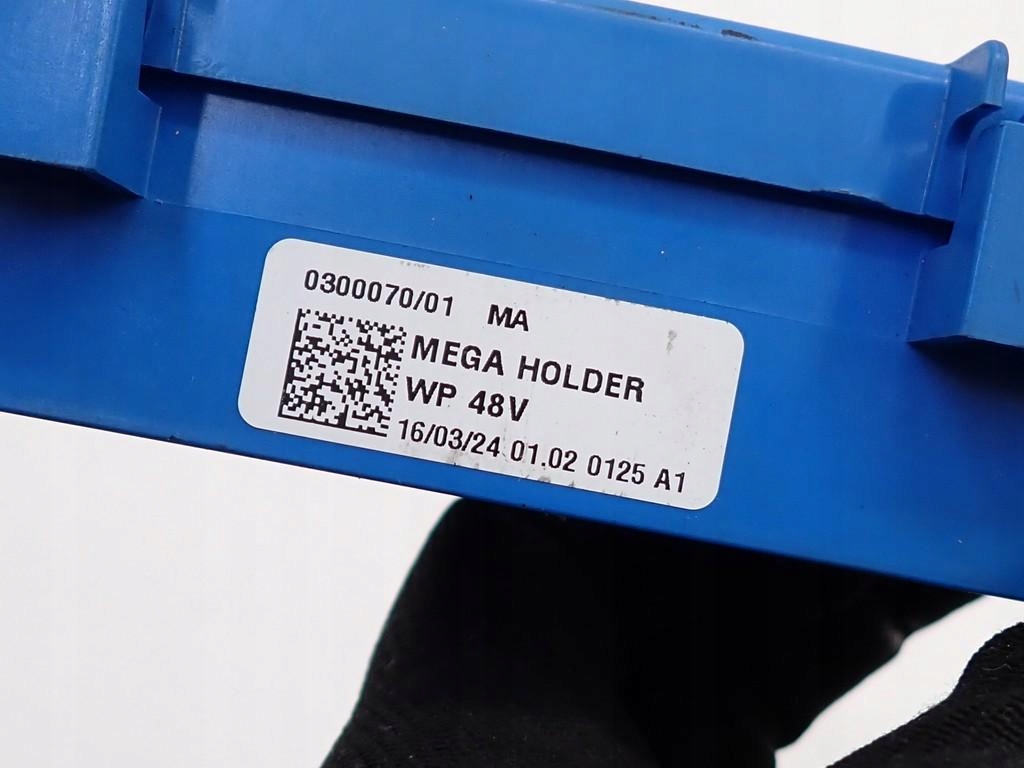 0300070/01 MA
MEGA HOLDER
WP 48V
16/03/24 01.02 0125 A1